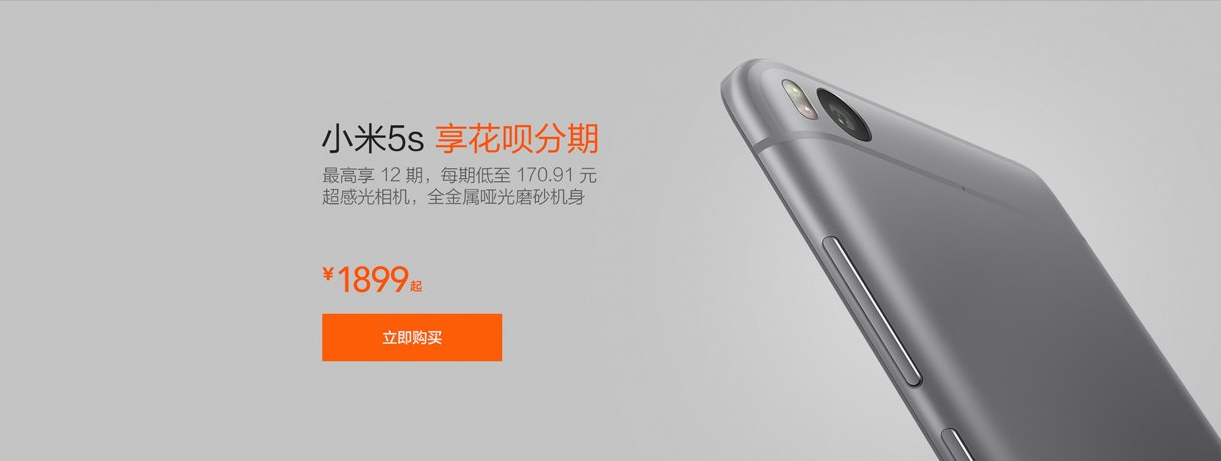 小米5s 享花呗分期
最高享 12 期，每期低至 170.91 元
超感光相机，全金属哑光磨砂机身
¥1899起
立即购买